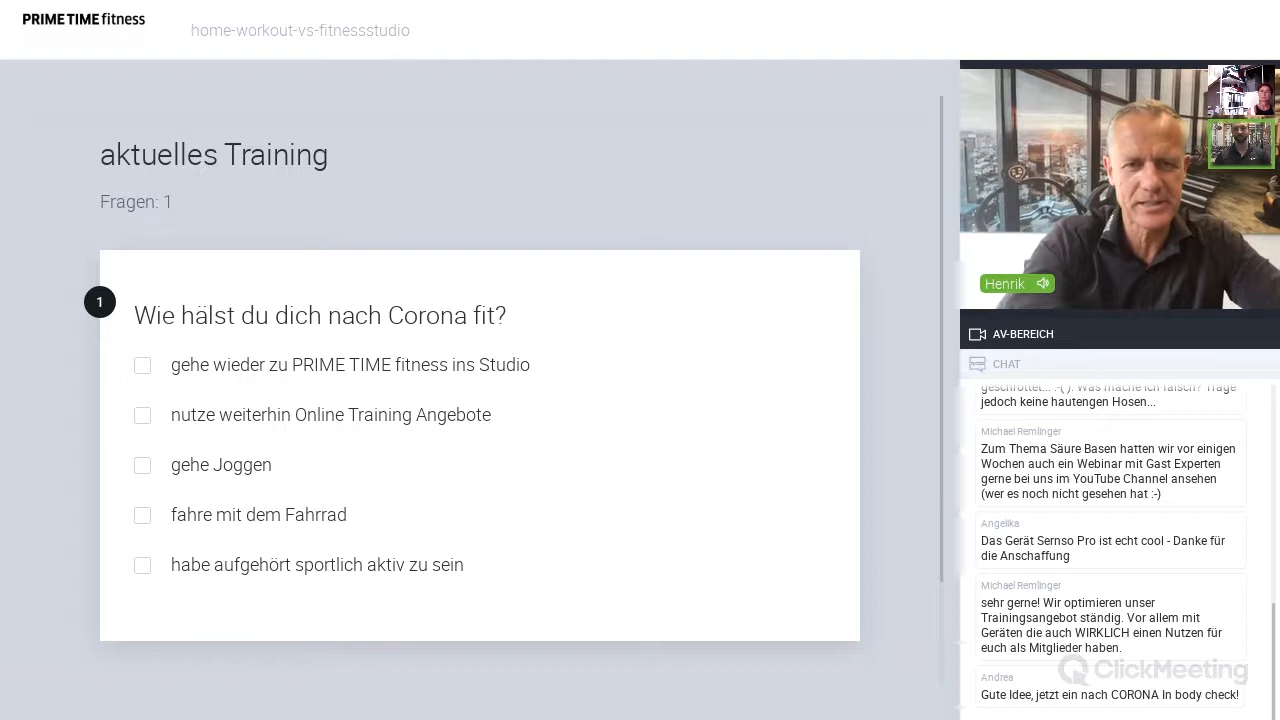 PRIME TIME fitness
home-workout-vs-fitnessstudio
aktuelles Training
Fragen: 1
1
Wie hälst du dich nach Corona fit?
gehe wieder zu PRIME TIME fitness ins Studio
nutze weiterhin Online Training Angebote
gehe Joggen
fahre mit dem Fahrrad
habe aufgehört sportlich aktiv zu sein
Henrik
AV-BEREICH
CHAT
geschrottet... :-( ). Was mache ich falsch? Trage
jedoch keine hautengen Hosen...
Michael Remlinger
Zum Thema Säure Basen hatten wir vor einigen
Wochen auch ein Webinar mit Gast Experten
gerne bei uns im YouTube Channel ansehen
(wer es noch nicht gesehen hat :-)
Angelika
Das Gerät Sernso Pro ist echt cool - Danke für
die Anschaffung
Michael Remlinger
sehr gerne! Wir optimieren unser
Trainingsangebot ständig. Vor allem mit
Geräten die auch WIRKLICH einen Nutzen für
euch als Mitglieder haben.
ClickMeeting
Andrea
Gute Idee, jetzt ein nach CORONA In body check!